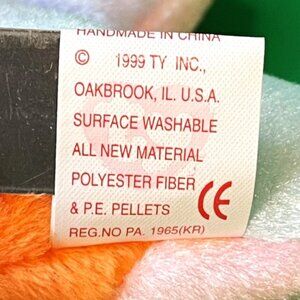 HANDMADE IN CHINA
© 1999 TY INC.,
OAKBROOK, IL. U.S.A.
SURFACE WASHABLE
ALL NEW MATERIAL
POLYESTER FIBER
& P.E. PELLETS CE
REG.NO PA. 1965(KR)